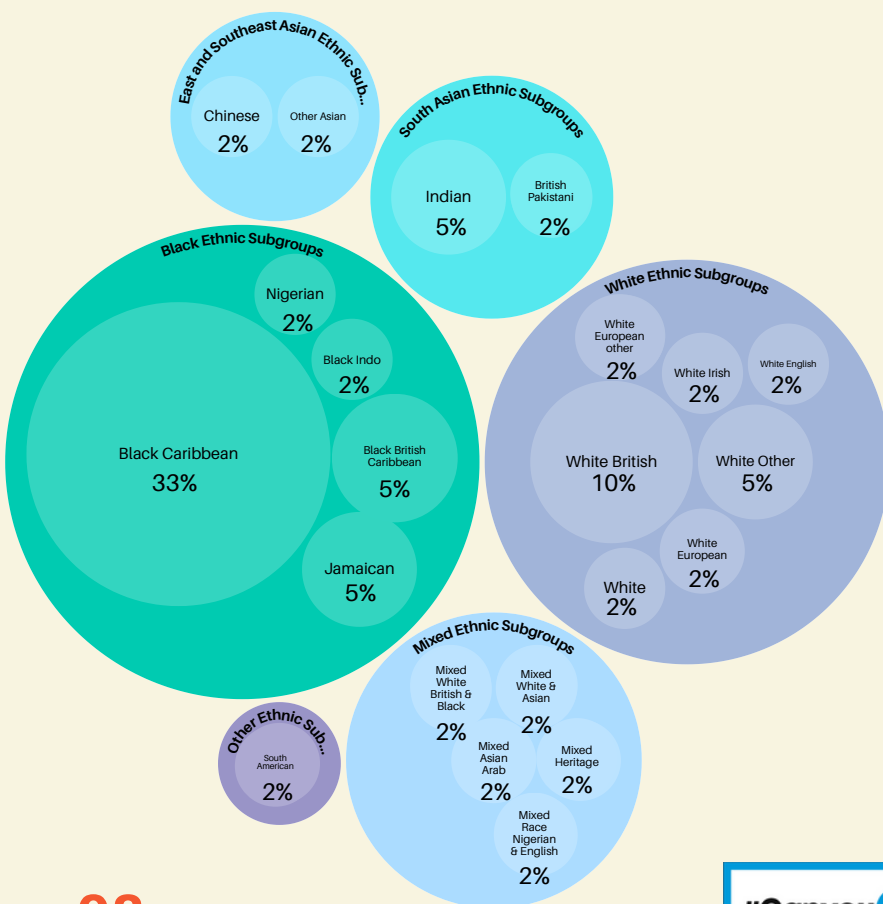 East and Southeast Asian Ethnic Sub...
Chinese
2%
Other Asian
2%
South Asian Ethnic Subgroups
Indian
5%
British
Pakistani
2%
Black Ethnic Subgroups
Nigerian
2%
Black Indo
2%
Black Caribbean
33%
Black British
Caribbean
5%
Jamaican
5%
White Ethnic Subgroups
White
European
other
2%
White Irish
2%
White English
2%
White British
10%
White Other
5%
White
European
2%
White
2%
Mixed Ethnic Subgroups
Mixed
White
British &
Black
2%
Mixed
White &
Asian
2%
Mixed
Asian
Arab
2%
Mixed
Heritage
2%
Mixed
Race
Nigerian
& English
2%
Other Ethnic Sub...
South
American
2%